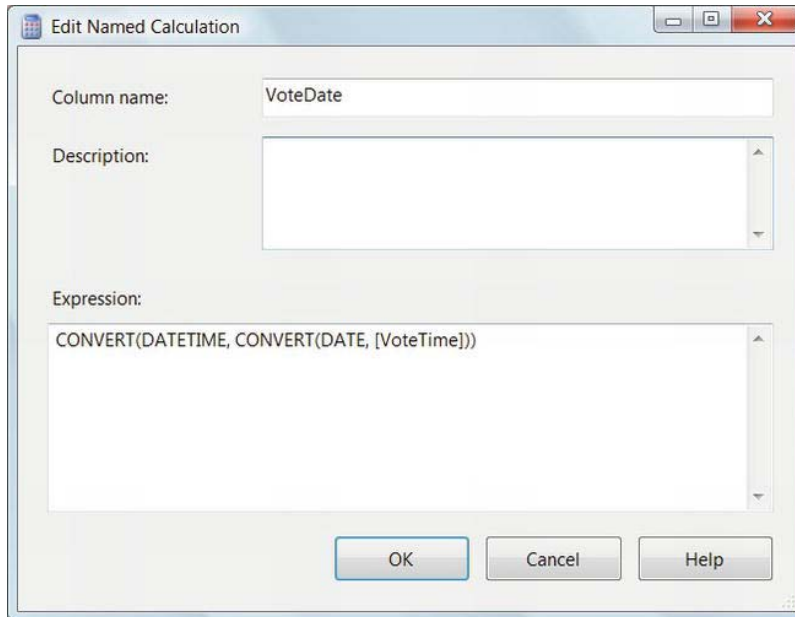 Edit Named Calculation
Column name:
VoteDate
Description:
Expression:
CONVERT(DATETIME, CONVERT(DATE, [VoteTime]))
OK
Cancel
Help